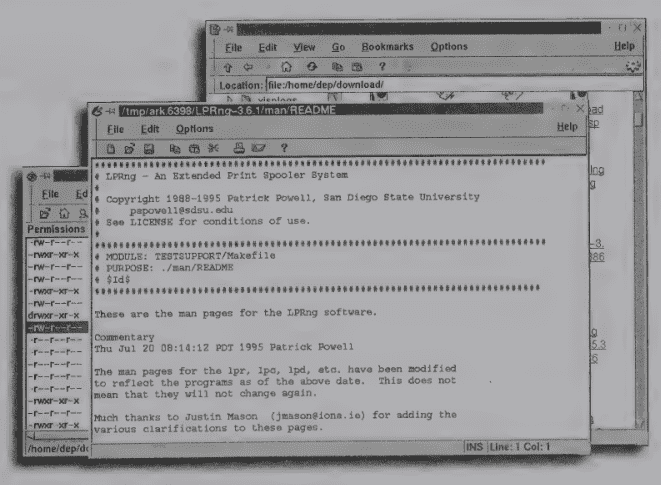 File Edit View Go Bookmarks Options Help
Location: file:/home/dep/download/
/tmp/ark.6398/LPRng-3.6.1/man/README
File Edit Options Help
####
# LPRng - An Extended Print Spooler System
#
# Copyright 1988-1995 Patrick Powell, San Diego State University
# papowell@sdsu.edu
# See LICENSE for conditions of use.
#
####
# MODULE: TESTSUPPORT/Makefile
# PURPOSE: ./man/README
# $Id$
####
These are the man pages for the LPRng software.
Commentary
Thu Jul 20 08:14:12 PDT 1995 Patrick Powell
The man pages for the lpr, lpc, lpd, etc. have been modified
to reflect the programs as of the above date. This does not
mean that they will not change again.
Much thanks to Justin Mason (jmason@iona.ie) for adding the
various clarifications to these pages.
INS Line: 1 Col: 1
File Ed
Permissions
-rw-r--r--
-rwxr-xr-x
-rw-r--r--
-rwxr-xr-x
-rw-r--r--
-rwxr-xr-x
-rw-r--r--
drwxr-xr-x
-rw-r--r--
-r--r--r--
-r--r--r--
-r--r--r--
-r--r--r--
-r--r--r--
-rwxr-xr-x
-r--r--r--
-rwxr-xr-x
/home/dep/do